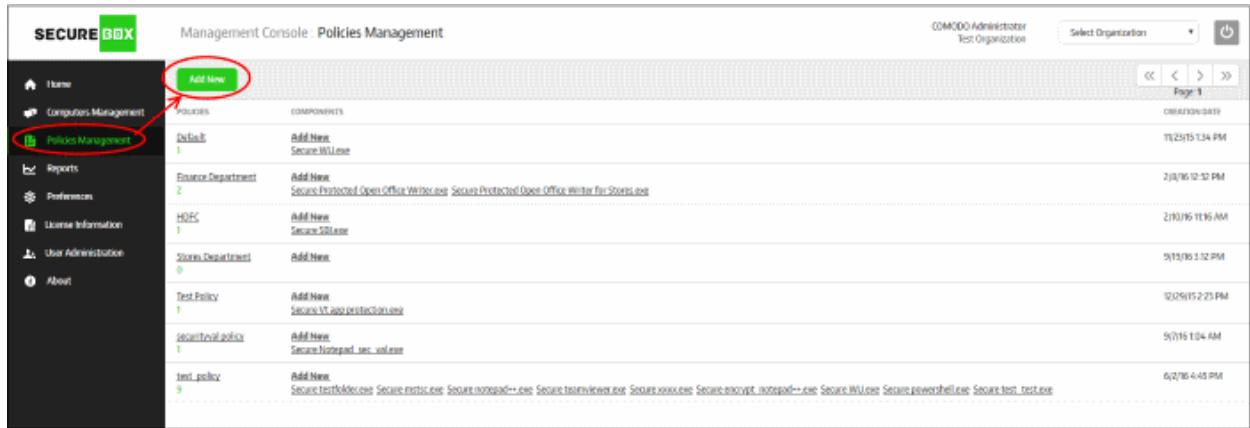 SECURE BOX
Management Console : Policies Management
COMODO Administrator
Test Organization
Select Organization
Home
Computers Management
Policies Management
Reports
Preferences
License Information
User Administration
About
Add New
Page: 1
POLICIES COMPONENTS CREATION DATE
Default Add New 11/23/15 1:34 PM
1 Secure WU.exe
Finance Department Add New 2/8/16 12:52 PM
2 Secure Protected Open Office Writer.exe Secure Protected Open Office Writer for Stores.exe
HDFC Add New 2/10/16 11:16 AM
1 Secure SBI.exe
Stores Department Add New 9/19/16 3:12 PM
0
Test Policy Add New 12/29/15 2:23 PM
1 Secure Vt app protection.exe
securityval policy Add New 9/7/16 1:04 AM
1 Secure Notepad_sec_val.exe
test_policy Add New 6/2/16 4:45 PM
9 Secure testfolder.exe Secure mstsc.exe Secure notepad++.exe Secure teamviewer.exe Secure xxxx.exe Secure encrypt_notepad++.exe Secure WU.exe Secure powershell.exe Secure test_test.exe